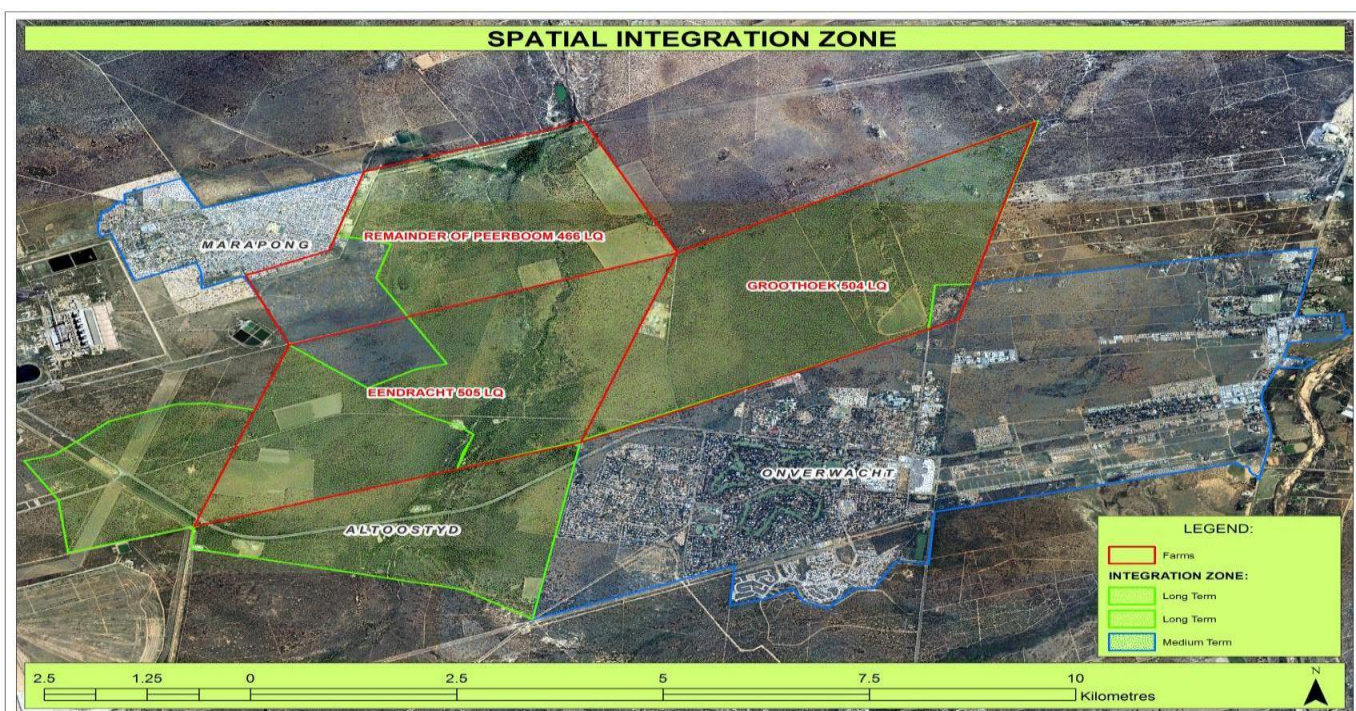 SPATIAL INTEGRATION ZONE
MARAPONG
REMAINDER OF PEERBOOM 466 LQ
GROOTHOEK 504 LQ
EENDRACHT 505 LQ
ONVERWACHT
ALTOOSTYD
LEGEND:
Farms
INTEGRATION ZONE:
Long Term
Long Term
Medium Term
2.5 1.25 0 2.5 5 7.5 10
Kilometres
N